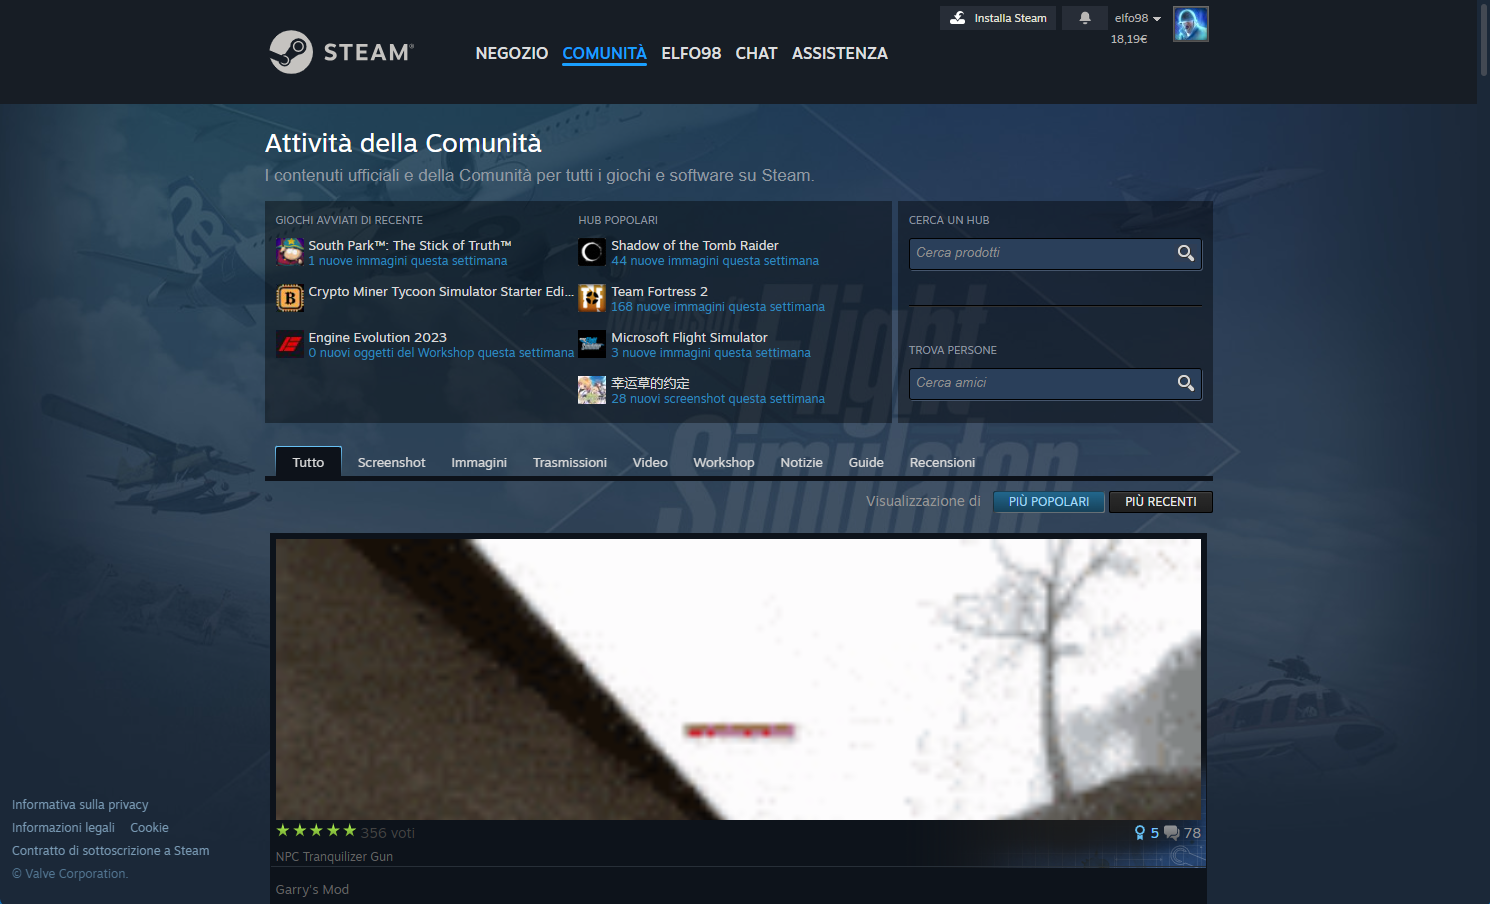 Installa Steam
elfo98
18,19€
STEAM
NEGOZIO COMUNITÀ ELFO98 CHAT ASSISTENZA
Attività della Comunità
I contenuti ufficiali e della Comunità per tutti i giochi e software su Steam.
GIOCHI AVVIATI DI RECENTE
South Park™: The Stick of Truth™
1 nuove immagini questa settimana
Crypto Miner Tycoon Simulator Starter Edi...
Engine Evolution 2023
0 nuovi oggetti del Workshop questa settimana
HUB POPOLARI
Shadow of the Tomb Raider
44 nuove immagini questa settimana
Team Fortress 2
168 nuove immagini questa settimana
Microsoft Flight Simulator
3 nuove immagini questa settimana
幸运草的约定
28 nuovi screenshot questa settimana
CERCA UN HUB
Cerca prodotti
TROVA PERSONE
Cerca amici
Flight
Simulator
Tutto Screenshot Immagini Trasmissioni Video Workshop Notizie Guide Recensioni
Visualizzazione di PIÙ POPOLARI PIÙ RECENTI
356 voti
5 78
NPC Tranquilizer Gun
Garry's Mod
Informativa sulla privacy
Informazioni legali Cookie
Contratto di sottoscrizione a Steam
© Valve Corporation.